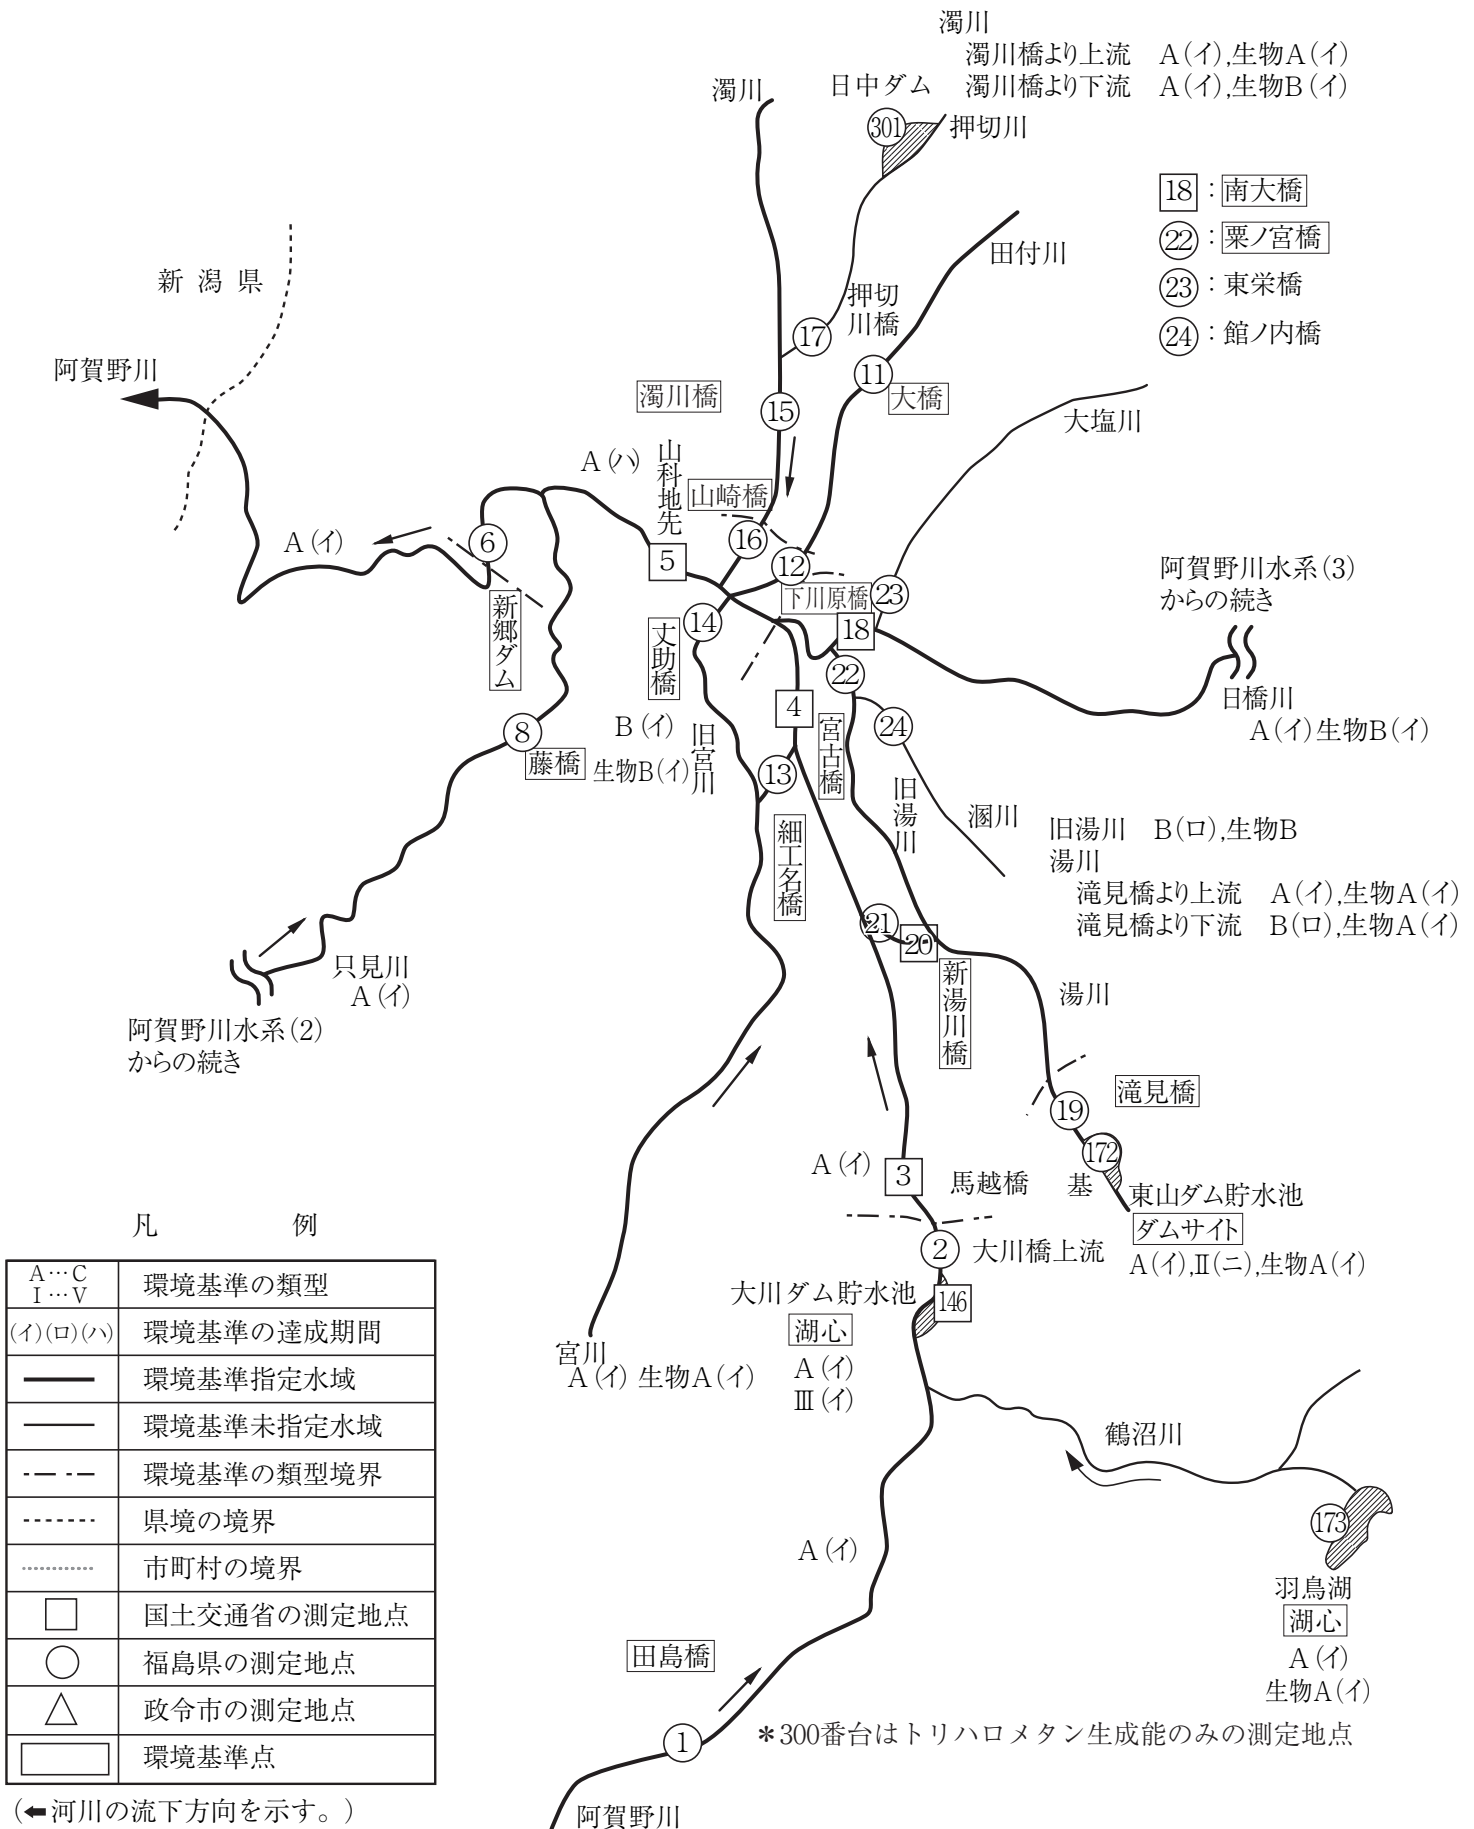 濁川
濁川橋より上流 A(イ),生物A(イ)
濁川橋より下流 A(イ),生物B(イ)
日中ダム
濁川
301
押切川
18：南大橋
22：粟ノ宮橋
23：東栄橋
24：館ノ内橋
田付川
新潟県
押切
川橋
17
阿賀野川
11
大橋
濁川橋
15
大塩川
A(ハ)
山科地先
山崎橋
A(イ)
6
16
5
12
阿賀野川水系(3)
からの続き
下川原橋
23
新郷ダム
14
丈助橋
18
22
日橋川
A(イ)生物B(イ)
4
宮古橋
24
8
藤橋
B(イ)
生物B(イ)
旧宮川
13
旧湯川
溷川
細工名橋
旧湯川 B(ロ),生物B
湯川
滝見橋より上流 A(イ),生物A(イ)
滝見橋より下流 B(ロ),生物A(イ)
21
20
新湯川橋
只見川
A(イ)
湯川
阿賀野川水系(2)
からの続き
滝見橋
19
172
A(イ)
3
馬越橋
基
東山ダム貯水池
ダムサイト
A(イ),Ⅱ(ニ),生物A(イ)
2
大川橋上流
大川ダム貯水池
146
湖心
A(イ)
Ⅲ(イ)
宮川
A(イ)生物A(イ)
鶴沼川
173
羽鳥湖
湖心
A(イ)
生物A(イ)
A(イ)
田島橋
1
＊300番台はトリハロメタン生成能のみの測定地点
阿賀野川
凡例
A…C
I…V
環境基準の類型
(イ)(ロ)(ハ) 環境基準の達成期間
環境基準指定水域
環境基準未指定水域
環境基準の類型境界
県境の境界
市町村の境界
国土交通省の測定地点
福島県の測定地点
政令市の測定地点
環境基準点
(←河川の流下方向を示す。)